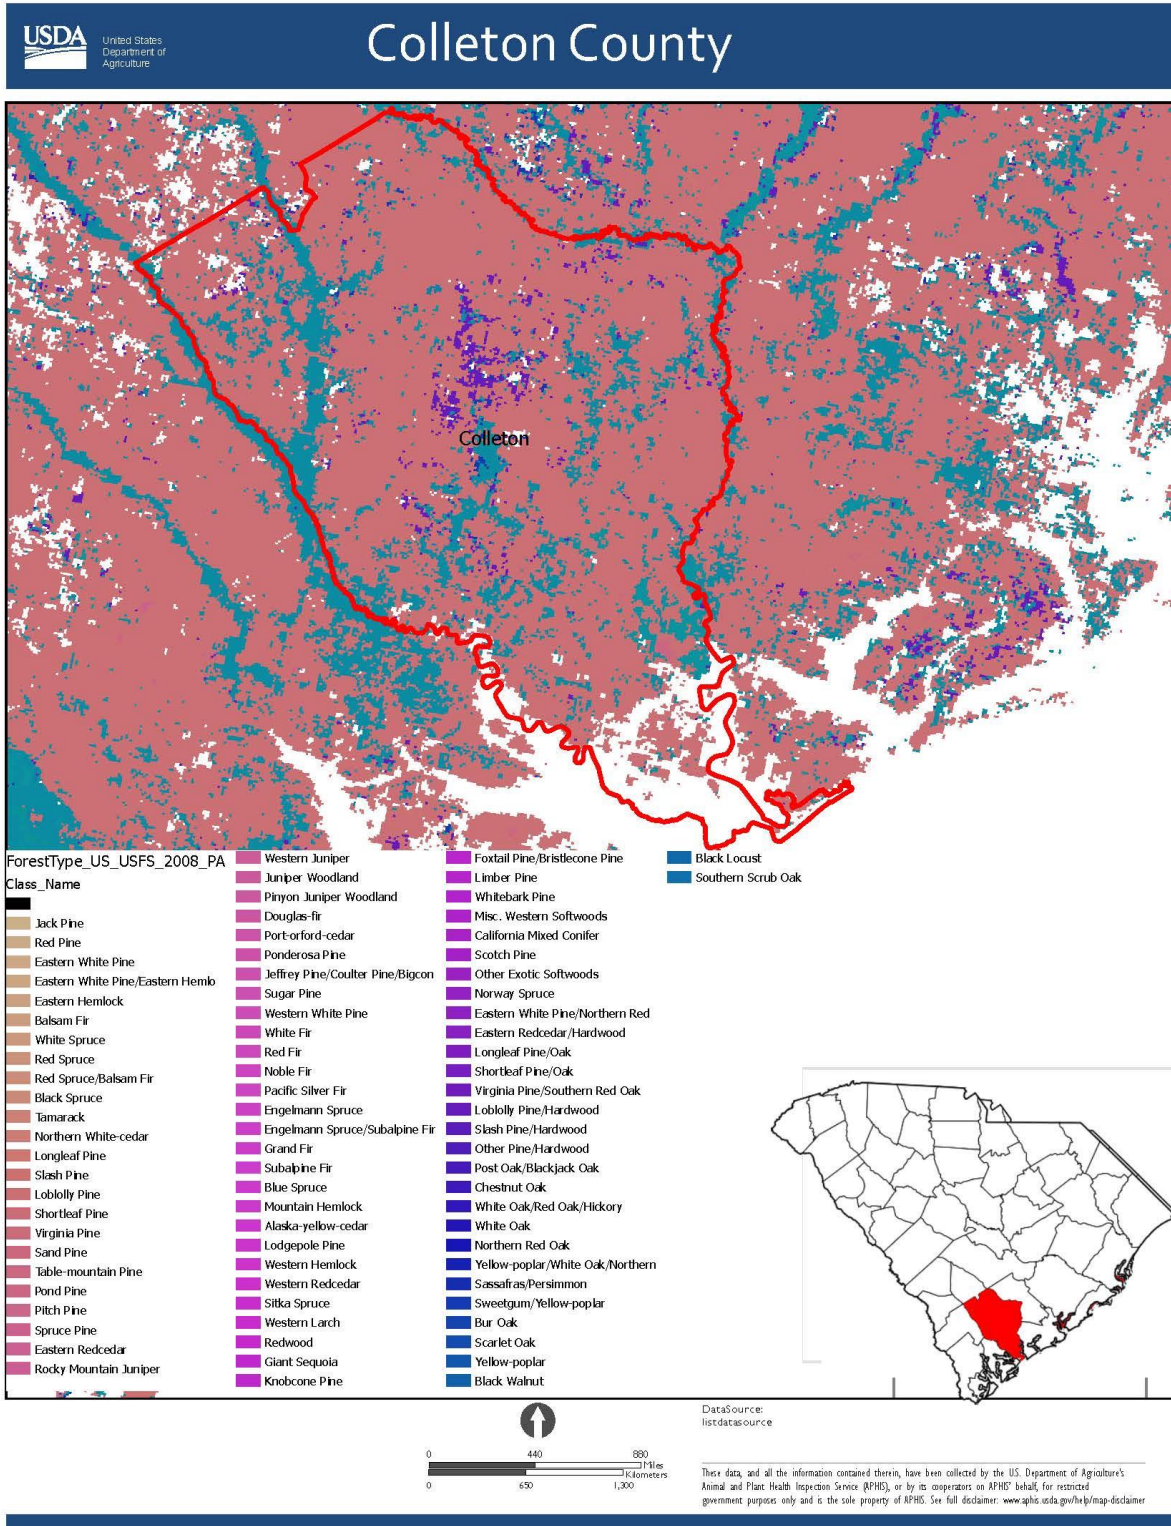 USDA
United States
Department of
Agriculture
Colleton County
Colleton
ForestType_US_USFS_2008_PA
Class_Name
Jack Pine
Red Pine
Eastern White Pine
Eastern White Pine/Eastern Hemlo
Eastern Hemlock
Balsam Fir
White Spruce
Red Spruce
Red Spruce/Balsam Fir
Black Spruce
Tamarack
Northern White-cedar
Longleaf Pine
Slash Pine
Loblolly Pine
Shortleaf Pine
Virginia Pine
Sand Pine
Table-mountain Pine
Pond Pine
Pitch Pine
Spruce Pine
Eastern Redcedar
Rocky Mountain Juniper
Western Juniper
Juniper Woodland
Pinyon Juniper Woodland
Douglas-fir
Port-orford-cedar
Ponderosa Pine
Jeffrey Pine/Coulter Pine/Bigcon
Sugar Pine
Western White Pine
White Fir
Red Fir
Noble Fir
Pacific Silver Fir
Engelmann Spruce
Engelmann Spruce/Subalpine Fir
Grand Fir
Subalpine Fir
Blue Spruce
Mountain Hemlock
Alaska-yellow-cedar
Lodgepole Pine
Western Hemlock
Western Redcedar
Sitka Spruce
Western Larch
Redwood
Giant Sequoia
Knobcone Pine
Foxtail Pine/Bristlecone Pine
Limber Pine
Whitebark Pine
Misc. Western Softwoods
California Mixed Conifer
Scotch Pine
Other Exotic Softwoods
Norway Spruce
Eastern White Pine/Northern Red
Eastern Redcedar/Hardwood
Longleaf Pine/Oak
Shortleaf Pine/Oak
Virginia Pine/Southern Red Oak
Loblolly Pine/Hardwood
Slash Pine/Hardwood
Other Pine/Hardwood
Post Oak/Blackjack Oak
Chestnut Oak
White Oak/Red Oak/Hickory
White Oak
Northern Red Oak
Yellow-poplar/White Oak/Northern
Sassafras/Persimmon
Sweetgum/Yellow-poplar
Bur Oak
Scarlet Oak
Yellow-poplar
Black Walnut
Black Locust
Southern Scrub Oak
0 440 880
Miles
Kilometers
0 650 1,300
DataSource:
listdatasource
These data, and all the information contained therein, have been collected by the U.S. Department of Agriculture's
Animal and Plant Health Inspection Service (APHIS), or by its cooperators on APHIS' behalf, for restricted
government purposes only and is the sole property of APHIS. See full disclaimer: www.aphis.usda.gov/help/map-disclaimer